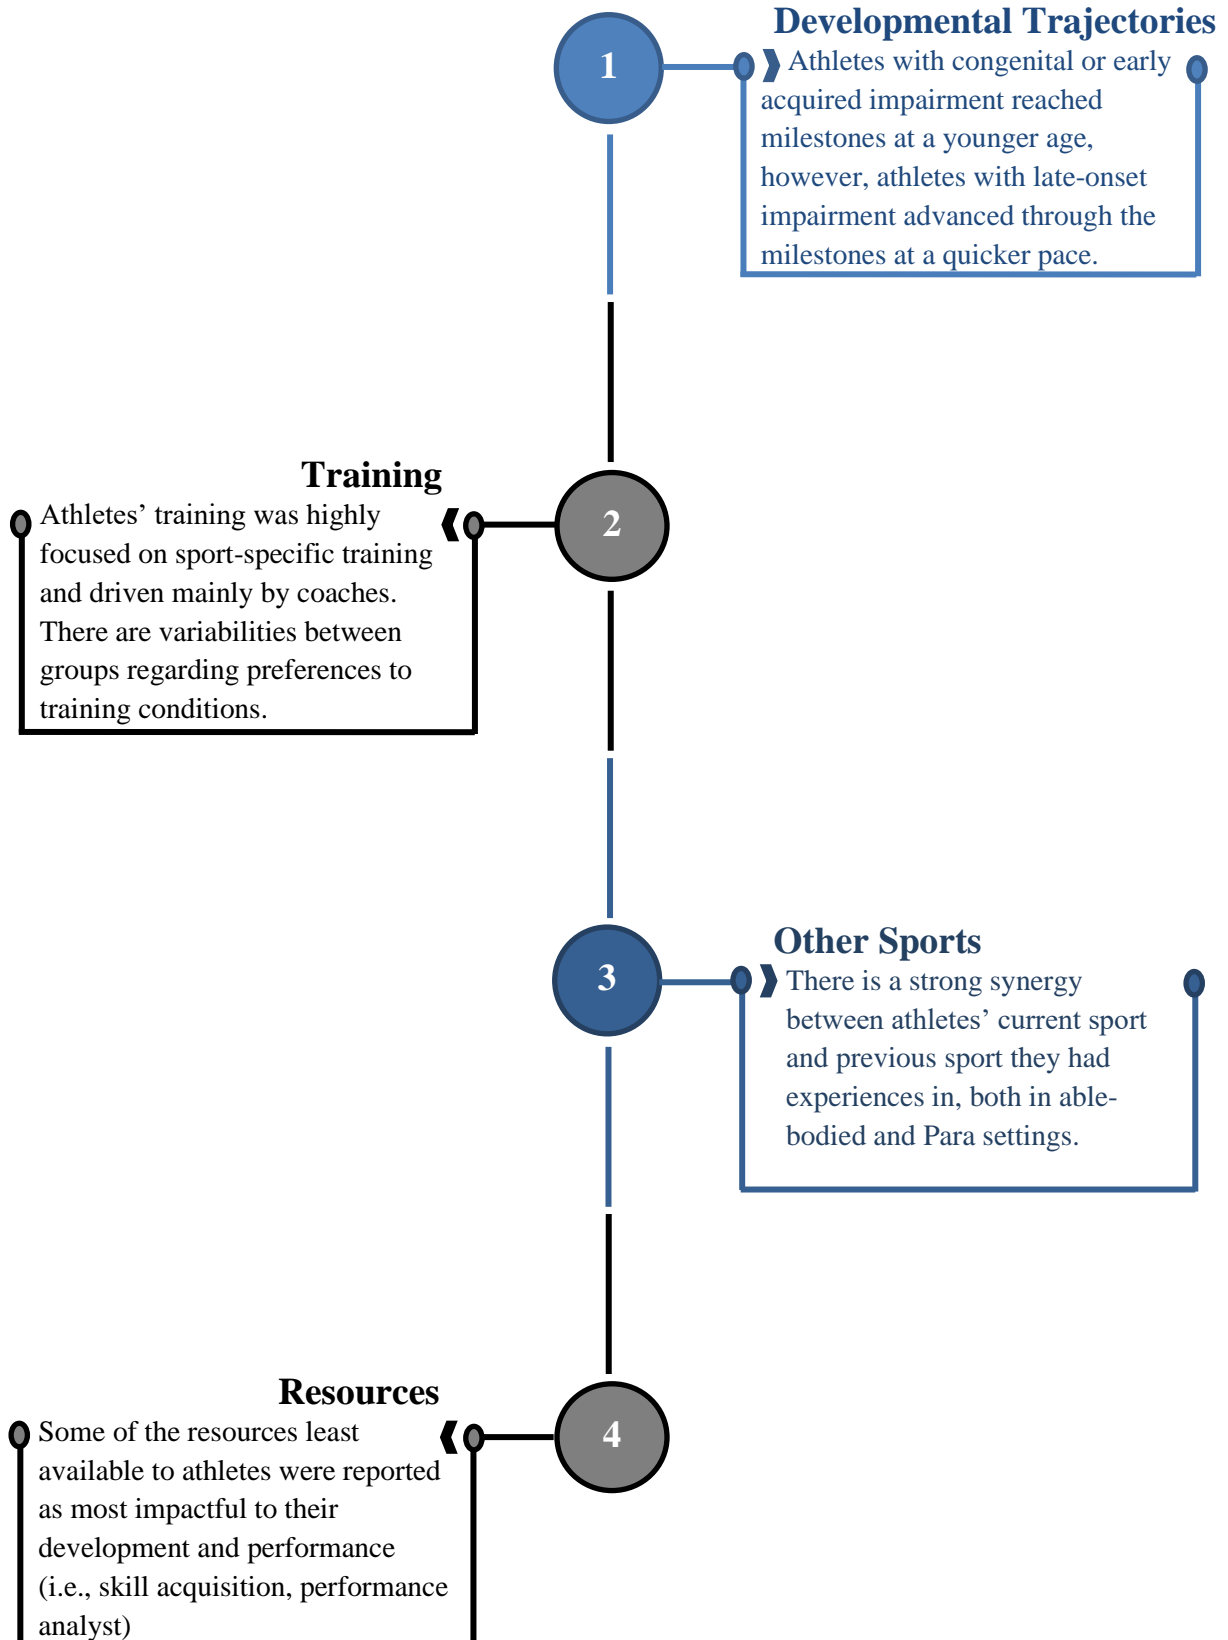 Developmental Trajectories
1
Athletes with congenital or early
acquired impairment reached
milestones at a younger age,
however, athletes with late-onset
impairment advanced through the
milestones at a quicker pace.
Training
2
Athletes’ training was highly
focused on sport-specific training
and driven mainly by coaches.
There are variabilities between
groups regarding preferences to
training conditions.
Other Sports
3
There is a strong synergy
between athletes’ current sport
and previous sport they had
experiences in, both in able-
bodied and Para settings.
Resources
4
Some of the resources least
available to athletes were reported
as most impactful to their
development and performance
(i.e., skill acquisition, performance
analyst)